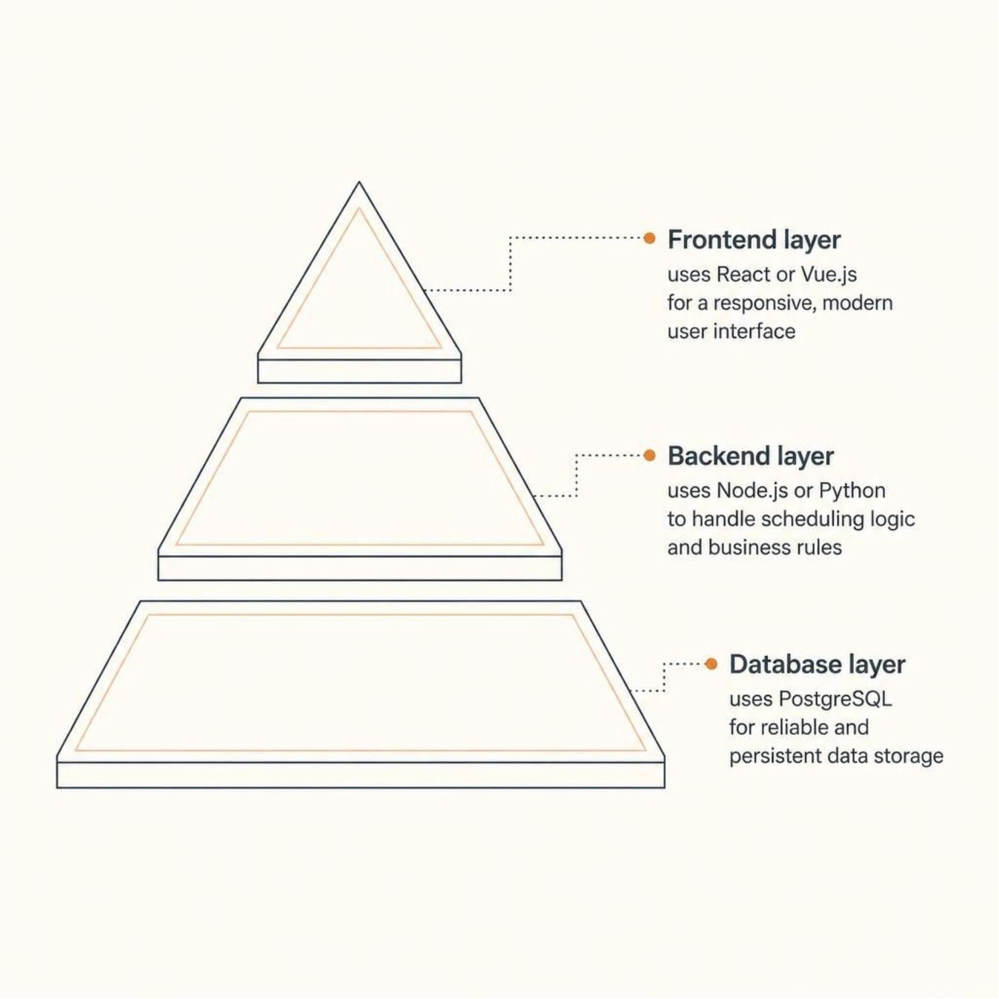 Frontend layer
uses React or Vue.js
for a responsive, modern
user interface
Backend layer
uses Node.js or Python
to handle scheduling logic
and business rules
Database layer
uses PostgreSQL
for reliable and
persistent data storage